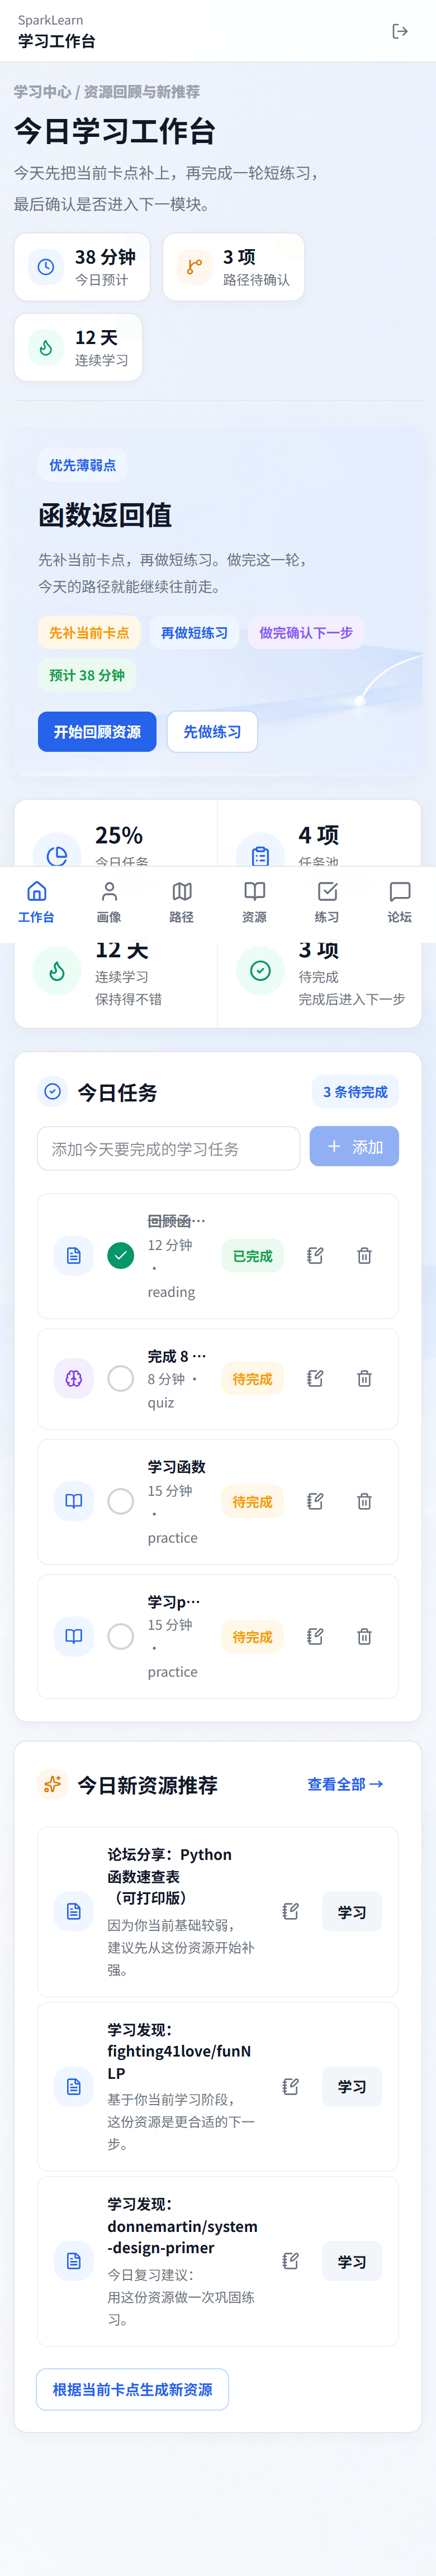 SparkLearn
学习工作台
学习中心 / 资源回顾与新推荐
今日学习工作台
今天先把当前卡点补上，再完成一轮短练习，
最后确认是否进入下一模块。
38 分钟
今日预计
3 项
路径待确认
12 天
连续学习
优先薄弱点
函数返回值
先补当前卡点，再做短练习。做完这一轮，
今天的路径就能继续往前走。
先补当前卡点
再做短练习
做完确认下一步
预计 38 分钟
开始回顾资源
先做练习
25%
今日任务
4 项
任务池
工作台
画像
路径
资源
练习
论坛
12 天
连续学习
保持得不错
3 项
待完成
完成后进入下一步
今日任务
3 条待完成
添加今天要完成的学习任务
+ 添加
回顾函…
12 分钟
•
reading
已完成
完成 8 …
8 分钟 •
quiz
待完成
学习函数
15 分钟
•
practice
待完成
学习p…
15 分钟
•
practice
待完成
今日新资源推荐
查看全部 →
论坛分享：Python
函数速查表
（可打印版）
因为你当前基础较弱，
建议先从这份资源开始补
强。
学习
学习发现：
fighting41love/funN
LP
基于你当前学习阶段，
这份资源是更合适的下一
步。
学习
学习发现：
donnemartin/system
-design-primer
今日复习建议：
用这份资源做一次巩固练
习。
学习
根据当前卡点生成新资源